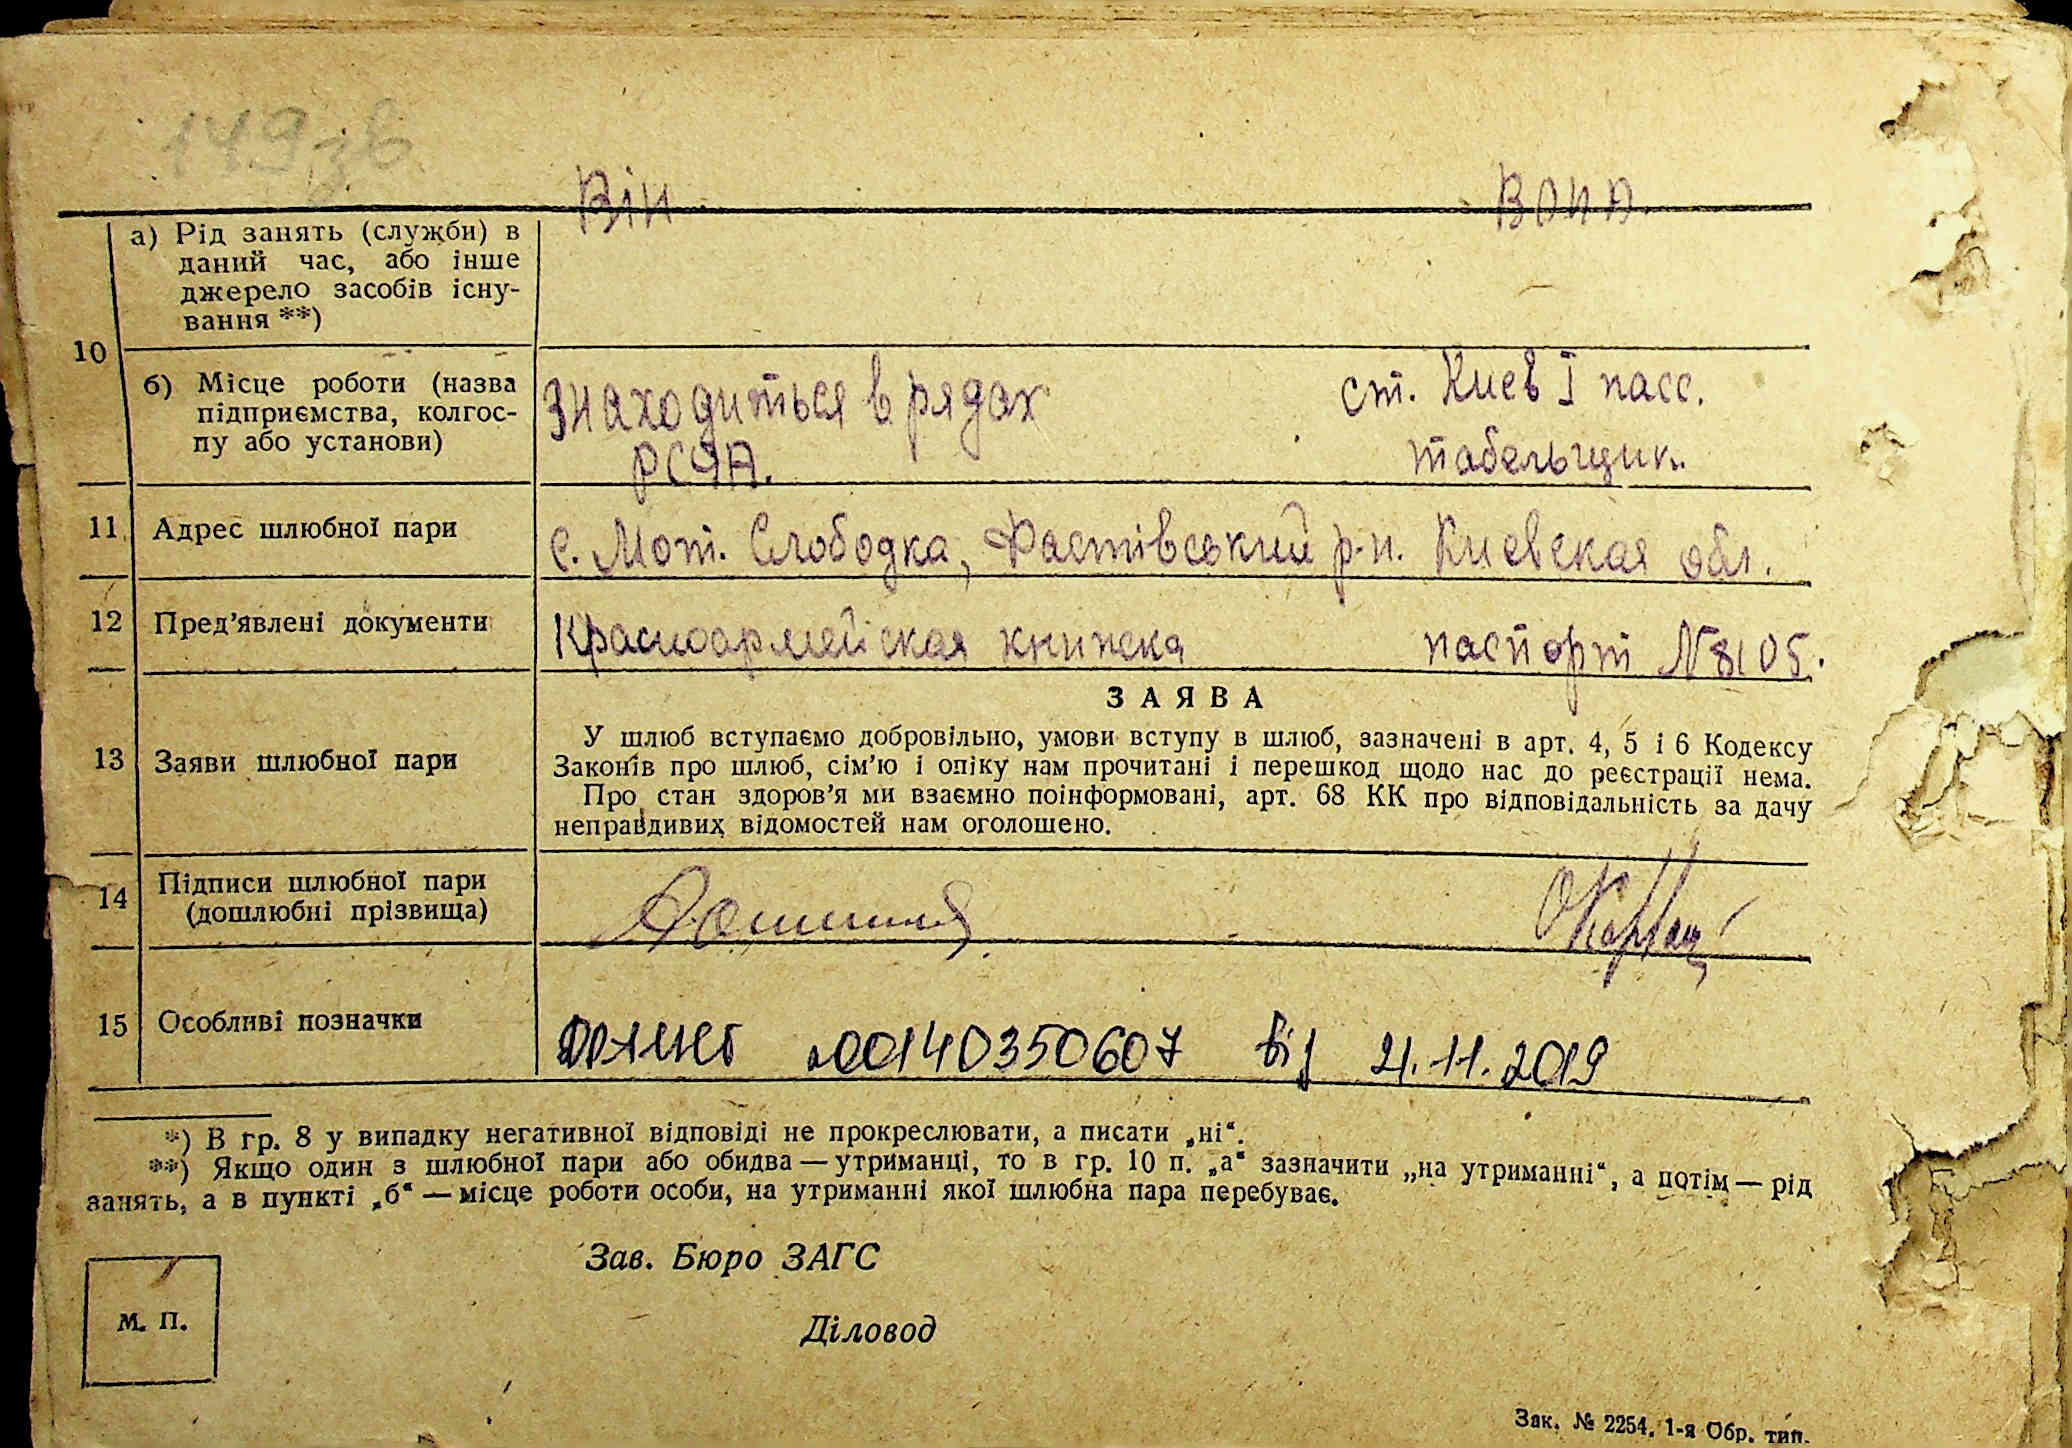 149зв
Він Вона
10
а) Рід занять (служби) в
даний час, або інше
джерело засобів існу-
вання **)
б) Місце роботи (назва
підприємства, колгос-
пу або установи)
знаходиться в рядах
РСЧА.
ст. Киев I пасс.
табельщик.
11 Адрес шлюбної пари с. Мот. Слободка, Фастівський р-н. Киевская обл.
12 Пред'явлені документи Красноармейская книжка паспорт № 8105.
13 Заяви шлюбної пари
ЗАЯВА
У шлюб вступаємо добровільно, умови вступу в шлюб, зазначені в арт. 4, 5 і 6 Кодексу
Законів про шлюб, сім'ю і опіку нам прочитані і перешкод щодо нас до реєстрації нема.
Про стан здоров'я ми взаємно поінформовані, арт. 68 КК про відповідальність за дачу
неправдивих відомостей нам оголошено.
14 Підписи шлюбної пари
(дошлюбні прізвища)
15 Особливі позначки 00140350607 від 21.11.2019
*) В гр. 8 у випадку негативної відповіді не прокреслювати, а писати „ні“.
**) Якщо один з шлюбної пари або обидва — утриманці, то в гр. 10 п. „а“ зазначити „на утриманні“, а потім — рід
занять, а в пункті „б“ — місце роботи особи, на утриманні якої шлюбна пара перебуває.
Зав. Бюро ЗАГС
М. П.
Діловод
Зак. № 2254. 1-я Обр. тип.